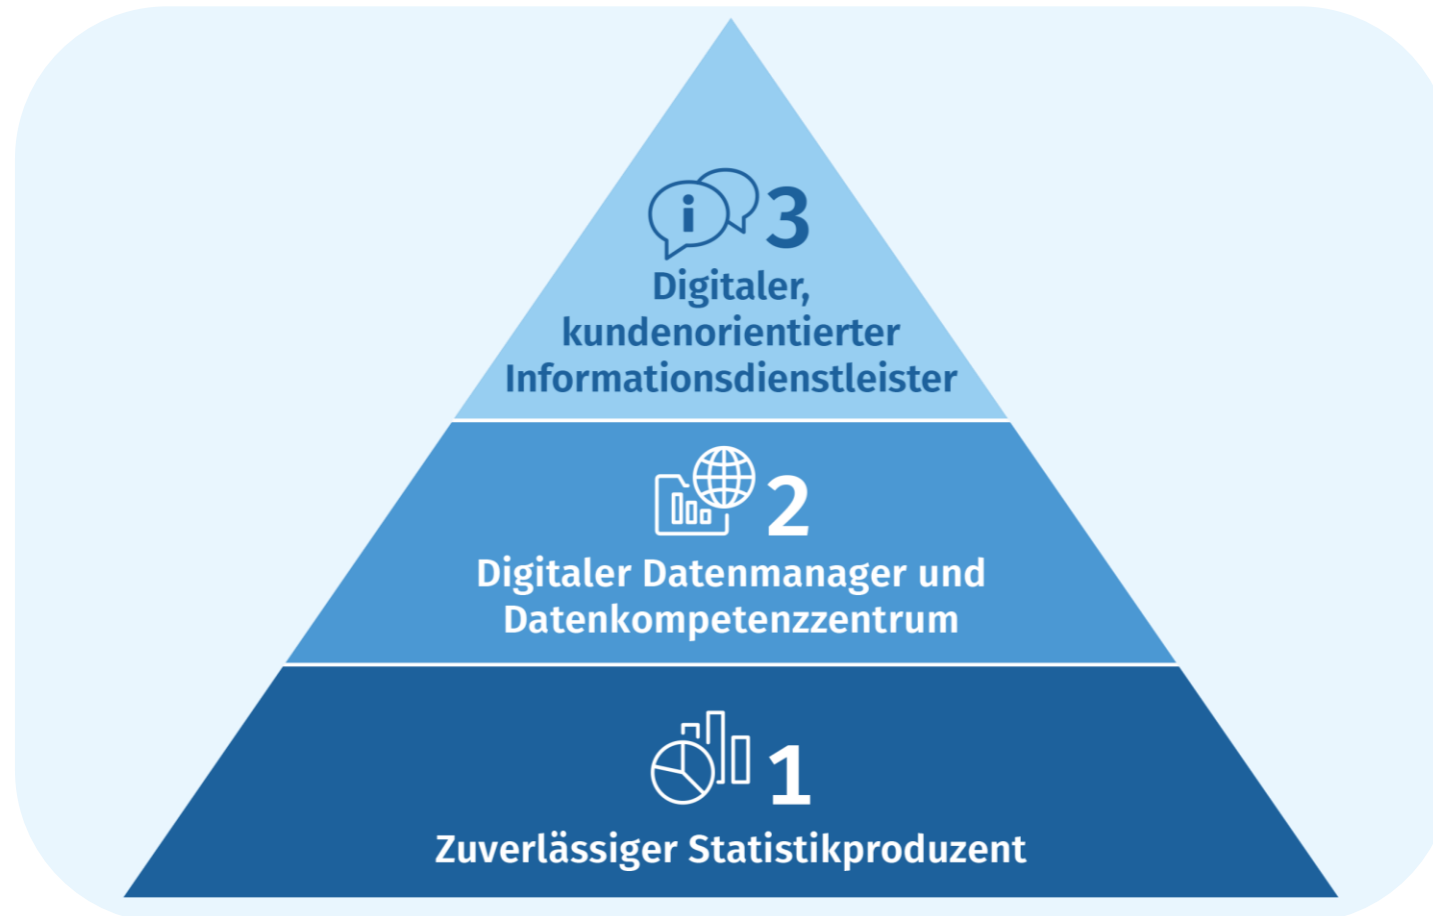 i
3
Digitaler,
kundenorientierter
Informationsdienstleister
2
Digitaler Datenmanager und
Datenkompetenzzentrum
1
Zuverlässiger Statistikproduzent